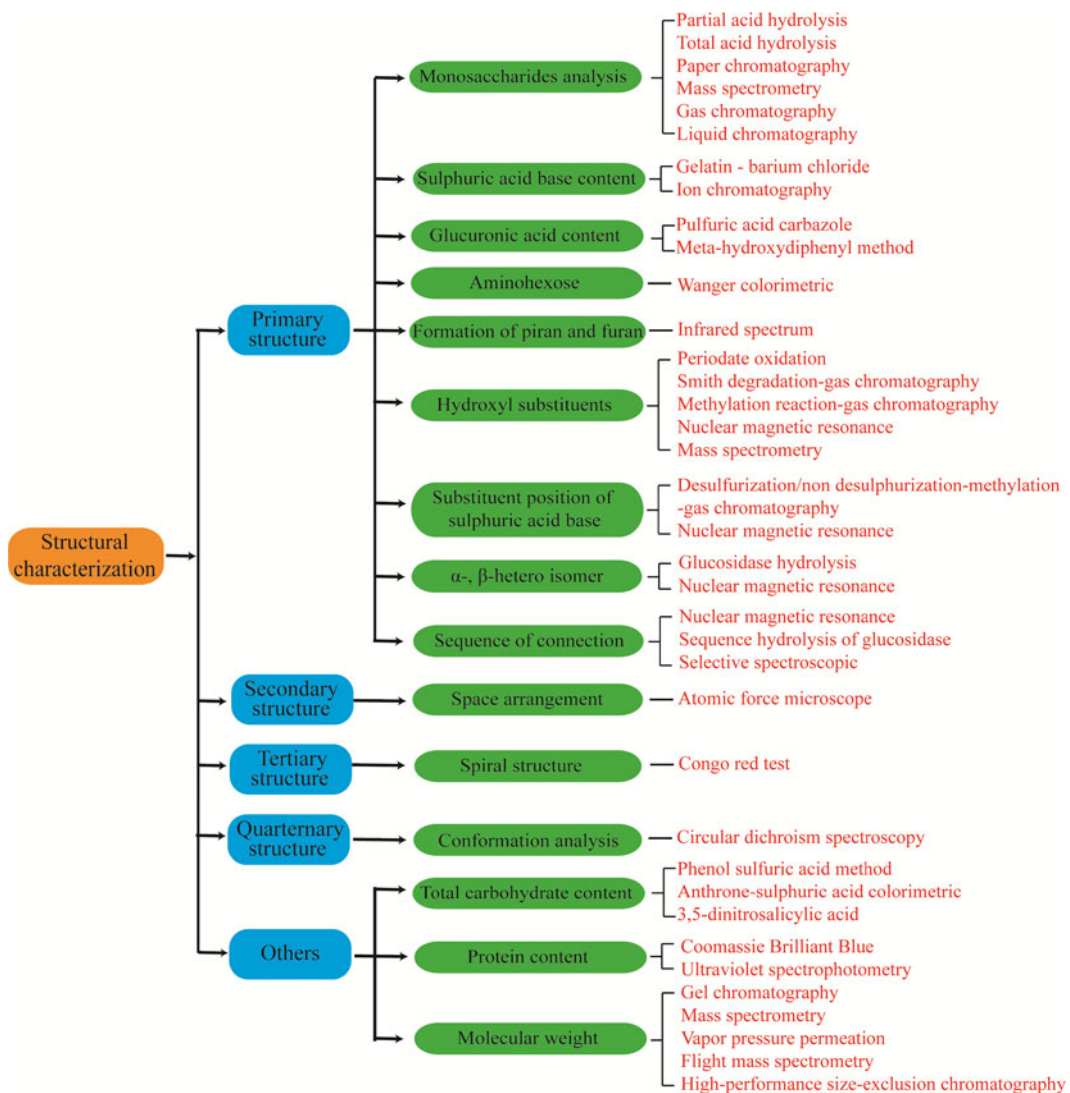 Structural
characterization
Primary
structure
Monosaccharides analysis
Partial acid hydrolysis
Total acid hydrolysis
Paper chromatography
Mass spectrometry
Gas chromatography
Liquid chromatography
Sulphuric acid base content
Gelatin - barium chloride
Ion chromatography
Glucuronic acid content
Pulfuric acid carbazole
Meta-hydroxydiphenyl method
Aminohexose
Wanger colorimetric
Formation of piran and furan
Infrared spectrum
Hydroxyl substituents
Periodate oxidation
Smith degradation-gas chromatography
Methylation reaction-gas chromatography
Nuclear magnetic resonance
Mass spectrometry
Substituent position of
sulphuric acid base
Desulfurization/non desulphurization-methylation
-gas chromatography
Nuclear magnetic resonance
α-, β-hetero isomer
Glucosidase hydrolysis
Nuclear magnetic resonance
Sequence of connection
Nuclear magnetic resonance
Sequence hydrolysis of glucosidase
Selective spectroscopic
Secondary
structure
Space arrangement
Atomic force microscope
Tertiary
structure
Spiral structure
Congo red test
Quarternary
structure
Conformation analysis
Circular dichroism spectroscopy
Others
Total carbohydrate content
Phenol sulfuric acid method
Anthrone-sulphuric acid colorimetric
3,5-dinitrosalicylic acid
Protein content
Coomassie Brilliant Blue
Ultraviolet spectrophotometry
Molecular weight
Gel chromatography
Mass spectrometry
Vapor pressure permeation
Flight mass spectrometry
High-performance size-exclusion chromatography